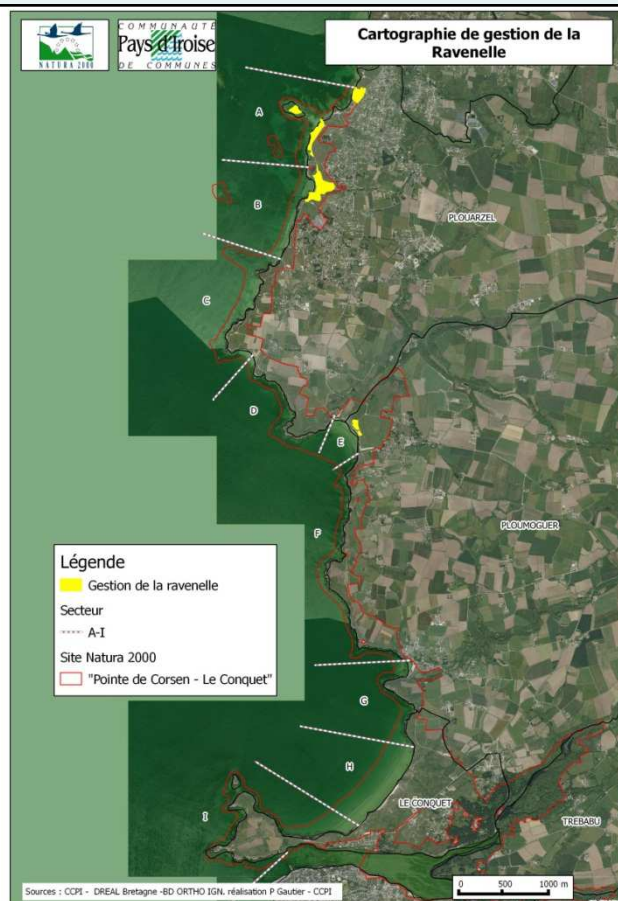 NATURA 2000
COMMUNAUTÉ
Pays d'Iroise
DE COMMUNES
Cartographie de gestion de la
Ravenelle
A
B
PLOUARZEL
C
D
E
F
PLOUMOGUER
Légende
Gestion de la ravenelle
Secteur
A-I
Site Natura 2000
"Pointe de Corsen - Le Conquet"
G
H
I
LE CONQUET
TREBABU
Sources : CCPI - DREAL Bretagne -BD ORTHO IGN. réalisation P Gautier - CCPI
0 500 1000 m